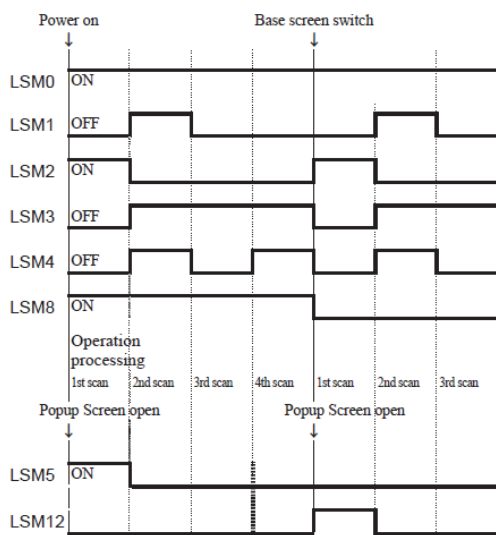 Power on
Base screen switch
LSM0 ON
LSM1 OFF
LSM2 ON
LSM3 OFF
LSM4 OFF
LSM8 ON
Operation
processing
1st scan 2nd scan 3rd scan 4th scan 1st scan 2nd scan 3rd scan
Popup Screen open
Popup Screen open
LSM5 ON
LSM12